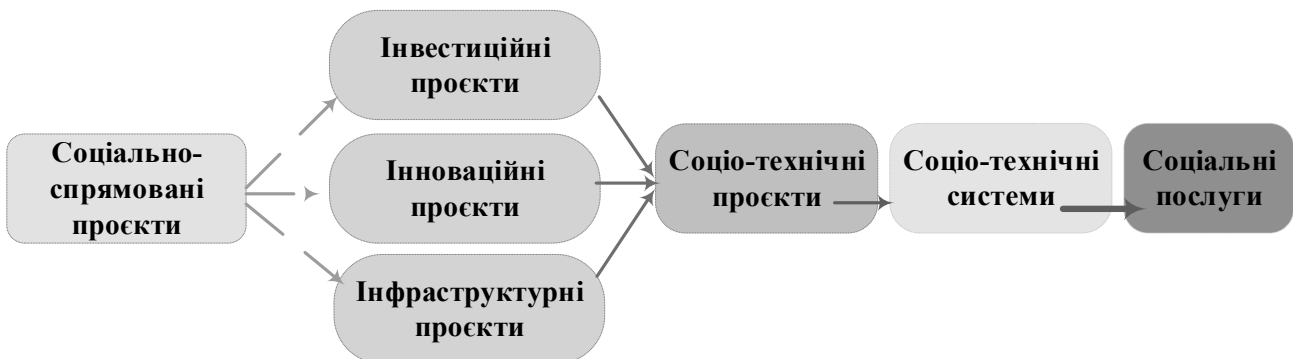 Соціально-
спрямовані
проєкти
Інвестиційні
проєкти
Інноваційні
проєкти
Інфраструктурні
проєкти
Соціо-технічні
проєкти
Соціо-технічні
системи
Соціальні
послуги